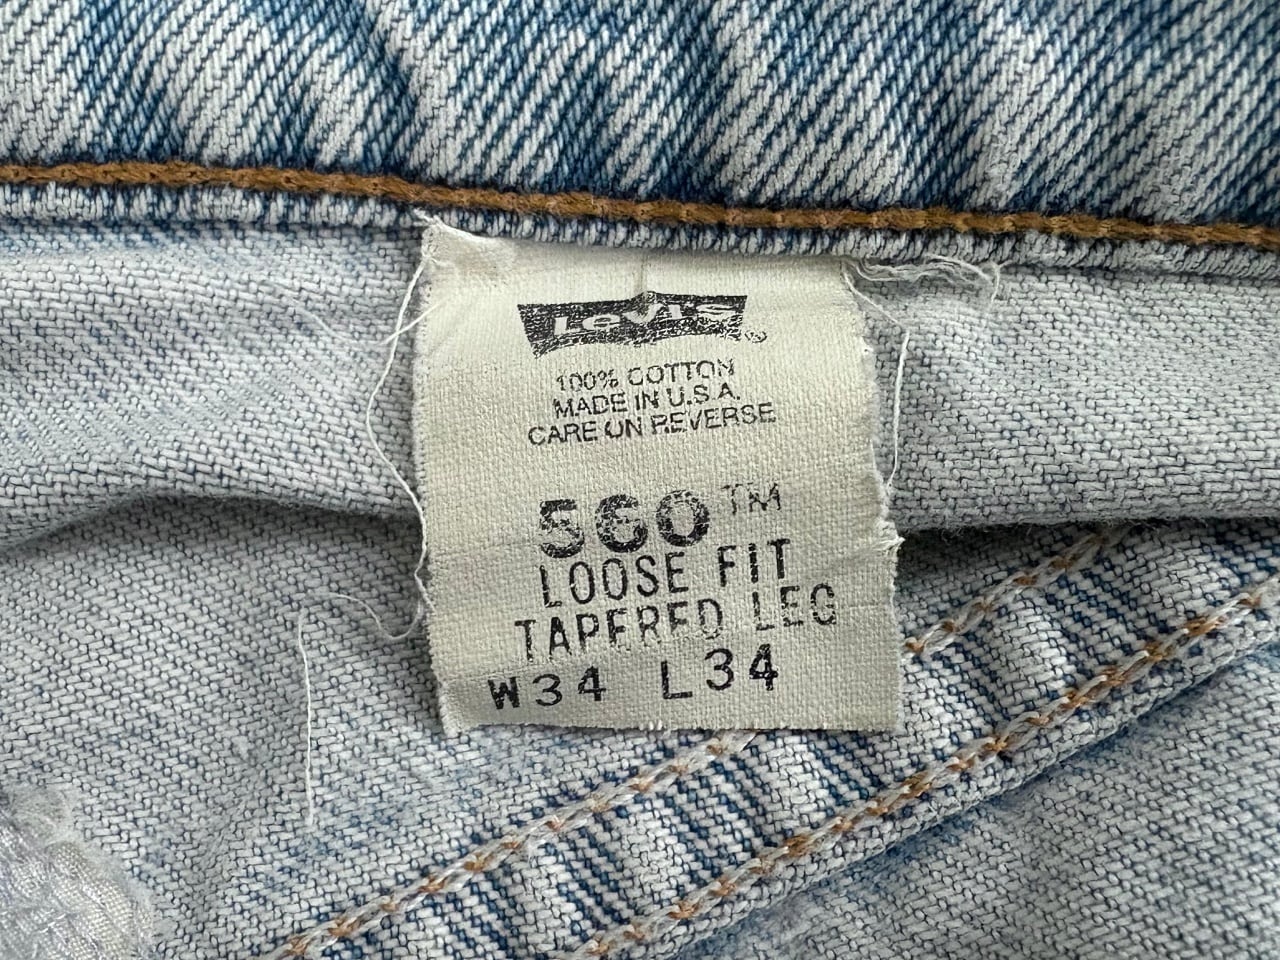 Levi's ®
100% COTTON
MADE IN U.S.A.
CARE ON REVERSE
560™
LOOSE FIT
TAPERED LEG
W34 L34